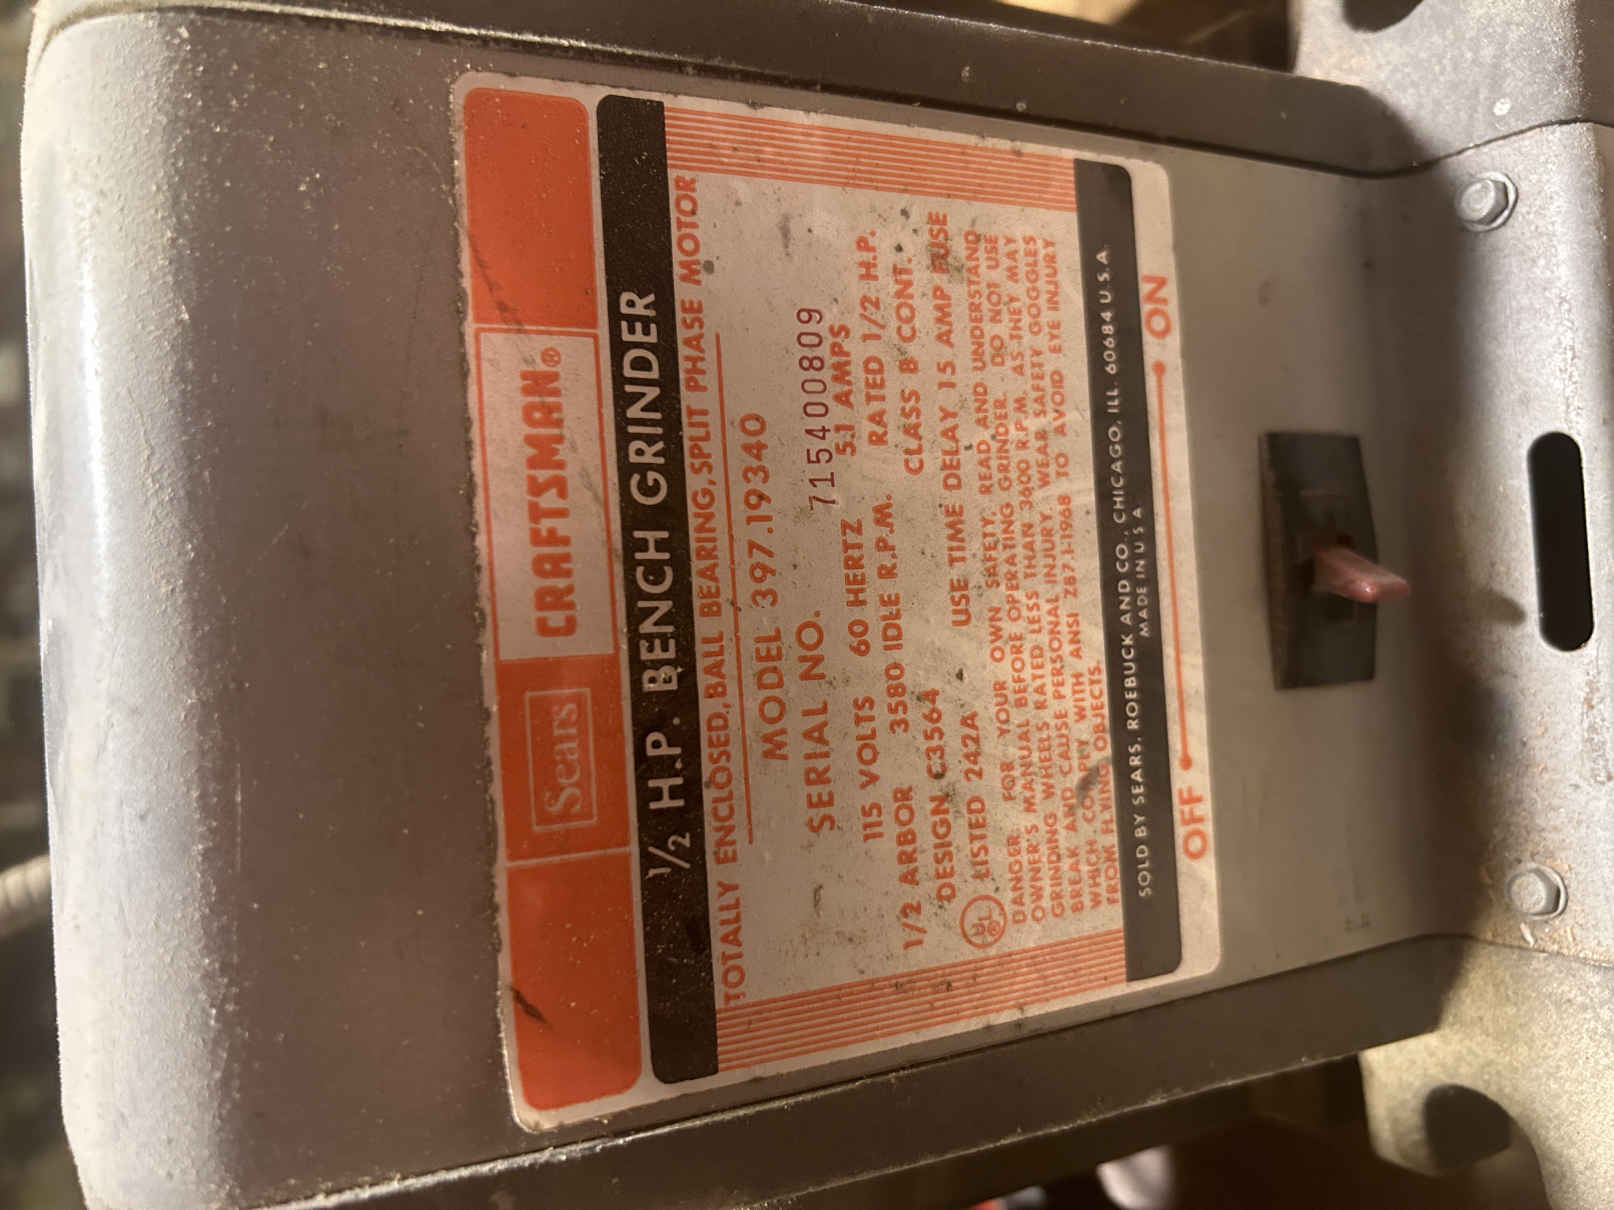 Sears CRAFTSMAN®
1/2 H.P. BENCH GRINDER
TOTALLY ENCLOSED, BALL BEARING, SPLIT PHASE MOTOR
MODEL 397.19340
SERIAL NO. 715400809
115 VOLTS 60 HERTZ 5.1 AMPS
1/2 ARBOR 3580 IDLE R.P.M. RATED 1/2 H.P.
DESIGN C3564 CLASS B CONT.
UL® LISTED 242A USE TIME DELAY 15 AMP FUSE
DANGER. FOR YOUR OWN SAFETY. READ AND UNDERSTAND
OWNER'S MANUAL BEFORE OPERATING GRINDER. DO NOT USE
GRINDING WHEELS RATED LESS THAN 3600 R.P.M. AS THEY MAY
BREAK AND CAUSE PERSONAL INJURY. WEAR SAFETY GOGGLES
WHICH COMPLY WITH ANSI Z87.1-1968 TO AVOID EYE INJURY
FROM FLYING OBJECTS.
SOLD BY SEARS, ROEBUCK AND CO., CHICAGO, ILL. 60684 U.S.A.
MADE IN U S A
OFF ON